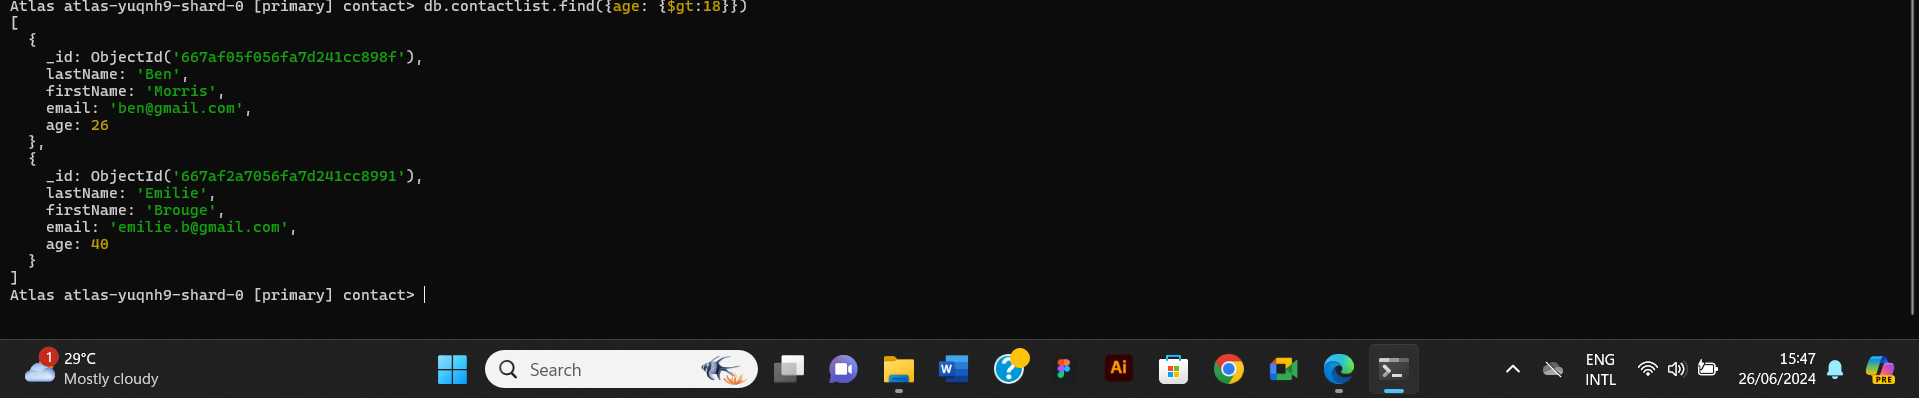 Atlas atlas-yuqnh9-shard-0 [primary] contact> db.contactlist.find({age: {$gt:18}})
[
  {
    _id: ObjectId('667af05f056fa7d241cc898f'),
    lastName: 'Ben',
    firstName: 'Morris',
    email: 'ben@gmail.com',
    age: 26
  },
  {
    _id: ObjectId('667af2a7056fa7d241cc8991'),
    lastName: 'Emilie',
    firstName: 'Brouge',
    email: 'emilie.b@gmail.com',
    age: 40
  }
]
Atlas atlas-yuqnh9-shard-0 [primary] contact>
1
29°C
Mostly cloudy
Search
W
?
Ai
ENG
INTL
15:47
26/06/2024
PRE